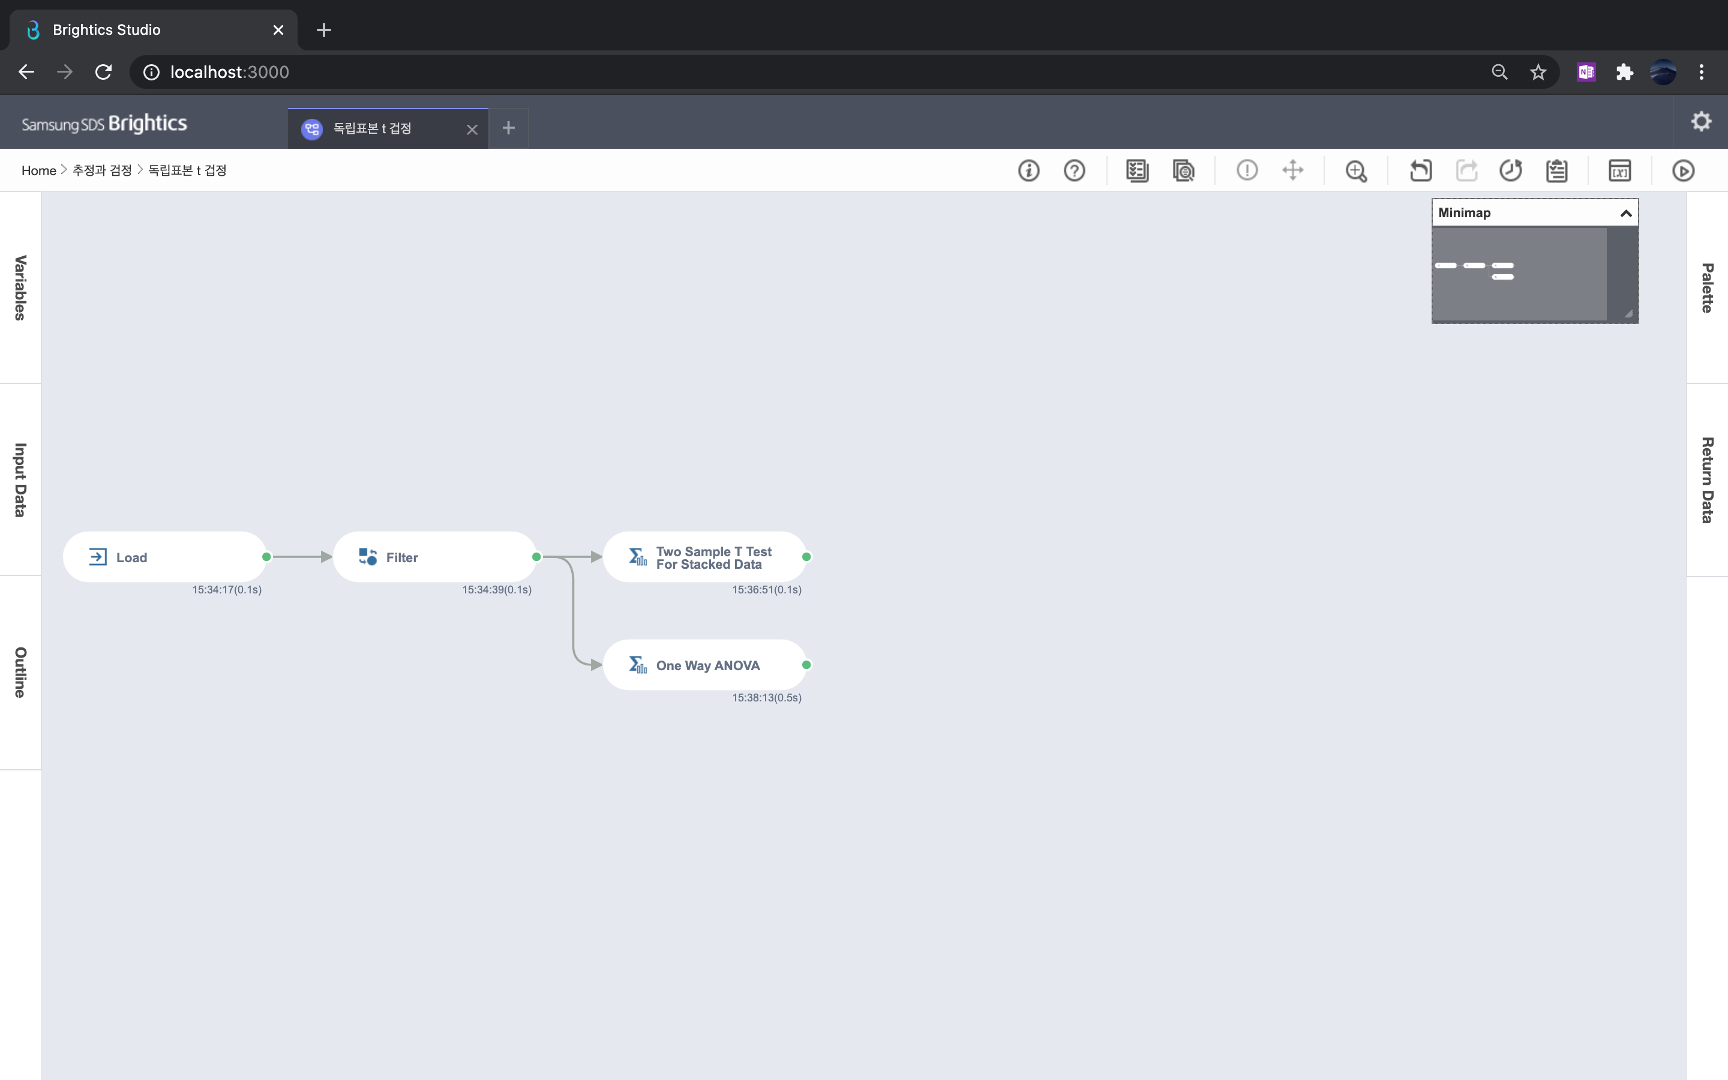 Brightics Studio
localhost:3000
Samsung SDS Brightics
독립표본 t 겁정
Home > 추정과 검정 > 독립표본 t 겁정
Minimap
Variables
Input Data
Outline
Palette
Return Data
Load
15:34:17(0.1s)
Filter
15:34:39(0.1s)
Two Sample T Test
For Stacked Data
15:36:51(0.1s)
One Way ANOVA
15:38:13(0.5s)